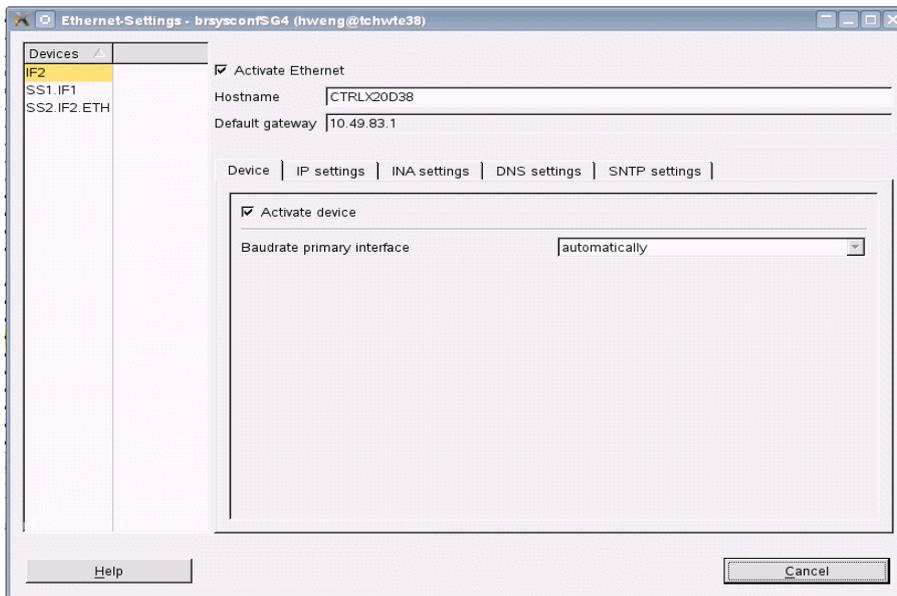 Ethernet-Settings - brsysconfSG4 (hweng@tchwte38)
Devices
IF2
SS1.IF1
SS2.IF2.ETH
Activate Ethernet
Hostname CTRLX20D38
Default gateway 10.49.83.1
Device IP settings INA settings DNS settings SNTP settings
Activate device
Baudrate primary interface automatically
Help Cancel